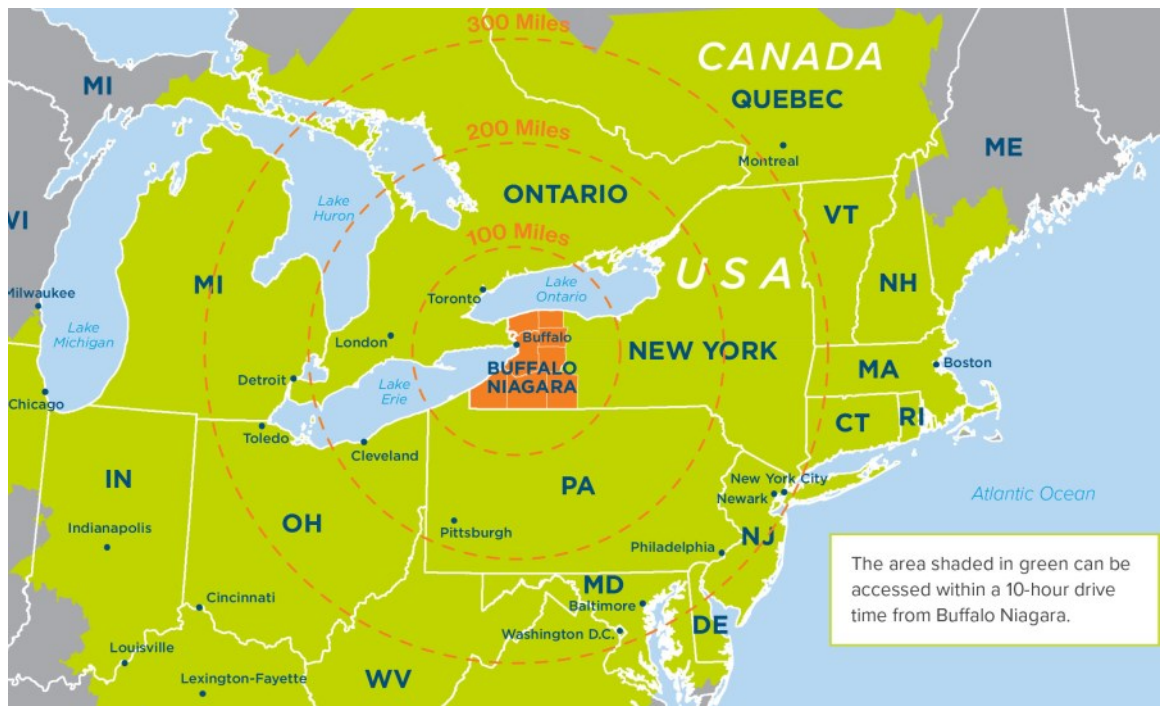 300 Miles
CANADA
MI
QUEBEC
200 Miles
Montreal
ME
ONTARIO
Lake
Huron
VT
100 Miles
USA
MI
NH
Toronto
Lake
Ontario
Milwaukee
Lake
Michigan
London
Buffalo
NEW YORK
BUFFALO
NIAGARA
MA
Boston
Detroit
Lake
Erie
Chicago
CT
RI
Toledo
Cleveland
IN
PA
New York City
Newark
Atlantic Ocean
Indianapolis
OH
Pittsburgh
NJ
Philadelphia
The area shaded in green can be
accessed within a 10-hour drive
time from Buffalo Niagara.
MD
Cincinnati
Baltimore
DE
Washington D.C.
Louisville
Lexington-Fayette
WV